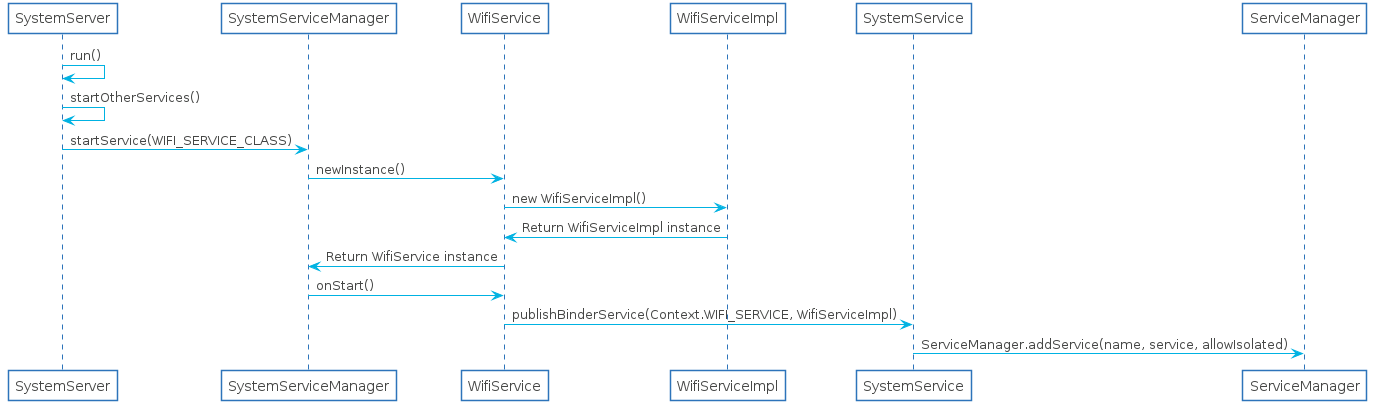 SystemServer SystemServiceManager WifiService WifiServiceImpl SystemService ServiceManager
run()
startOtherServices()
startService(WIFI_SERVICE_CLASS)
newInstance()
new WifiServiceImpl()
Return WifiServiceImpl instance
Return WifiService instance
onStart()
publishBinderService(Context.WIFI_SERVICE, WifiServiceImpl)
ServiceManager.addService(name, service, allowIsolated)
SystemServer SystemServiceManager WifiService WifiServiceImpl SystemService ServiceManager